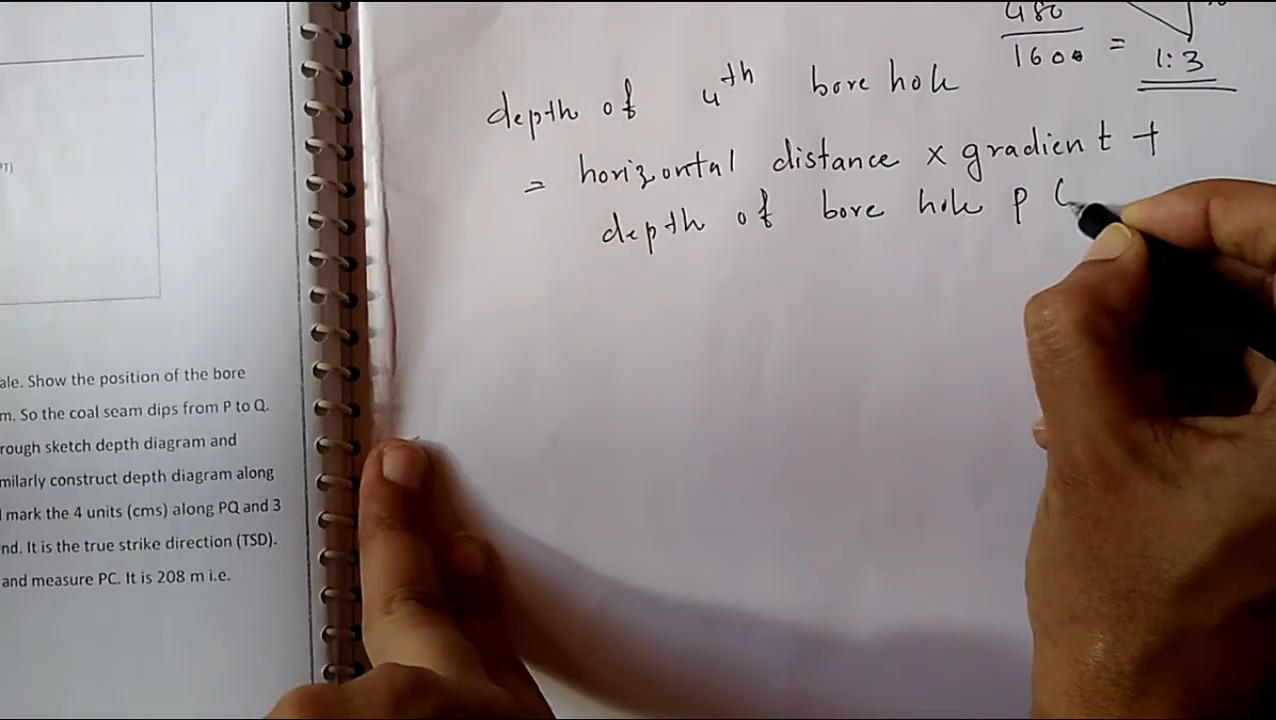 480
1600 = 1:3
depth of 4th bore hole
= horizontal distance x gradient +
depth of bore hole P (
PT)
ale. Show the position of the bore
m. So the coal seam dips from P to Q.
rough sketch depth diagram and
milarly construct depth diagram along
mark the 4 units (cms) along PQ and 3
nd. It is the true strike direction (TSD).
and measure PC. It is 208 m i.e.